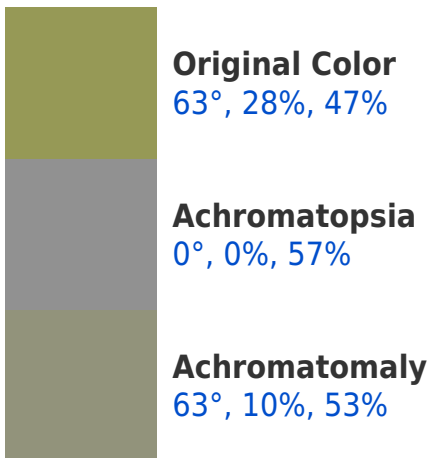 Original Color
63°, 28%, 47%
Achromatopsia
0°, 0%, 57%
Achromatomaly
63°, 10%, 53%